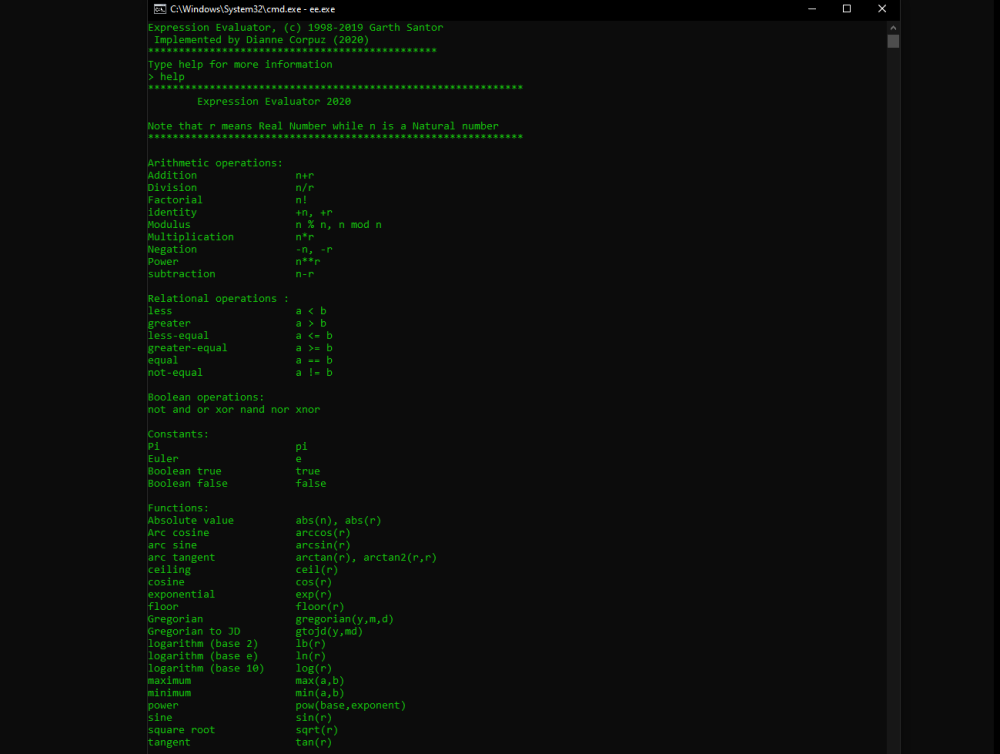 C:\Windows\System32\cmd.exe - ee.exe
Expression Evaluator, (c) 1998-2019 Garth Santor
Implemented by Dianne Corpuz (2020)
***********************************************
Type help for more information
> help
*************************************************************
Expression Evaluator 2020
Note that r means Real Number while n is a Natural number
*************************************************************
Arithmetic operations:
Addition n+r
Division n/r
Factorial n!
identity +n, +r
Modulus n % n, n mod n
Multiplication n*r
Negation -n, -r
Power n**r
subtraction n-r
Relational operations :
less a < b
greater a > b
less-equal a <= b
greater-equal a >= b
equal a == b
not-equal a != b
Boolean operations:
not and or xor nand nor xnor
Constants:
Pi pi
Euler e
Boolean true true
Boolean false false
Functions:
Absolute value abs(n), abs(r)
Arc cosine arccos(r)
arc sine arcsin(r)
arc tangent arctan(r), arctan2(r,r)
ceiling ceil(r)
cosine cos(r)
exponential exp(r)
floor floor(r)
Gregorian gregorian(y,m,d)
Gregorian to JD gtojd(y,md)
logarithm (base 2) lb(r)
logarithm (base e) ln(r)
logarithm (base 10) log(r)
maximum max(a,b)
minimum min(a,b)
power pow(base,exponent)
sine sin(r)
square root sqrt(r)
tangent tan(r)